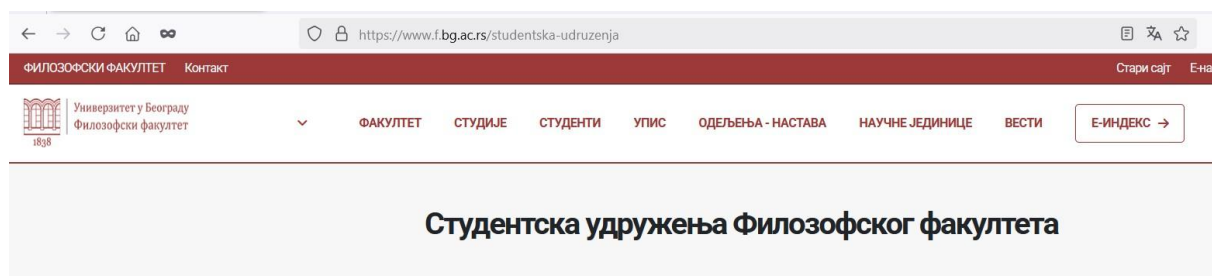 https://www.f.bg.ac.rs/studentska-udruzenja
ФИЛОЗОФСКИ ФАКУЛТЕТ Контакт Стари сајт Е-на
Универзитет у Београду
Филозофски факултет
1838
ФАКУЛТЕТ СТУДИЈЕ СТУДЕНТИ УПИС ОДЕЉЕЊА - НАСТАВА НАУЧНЕ ЈЕДИНИЦЕ ВЕСТИ Е-ИНДЕКС →
Студентска удружења Филозофског факултета